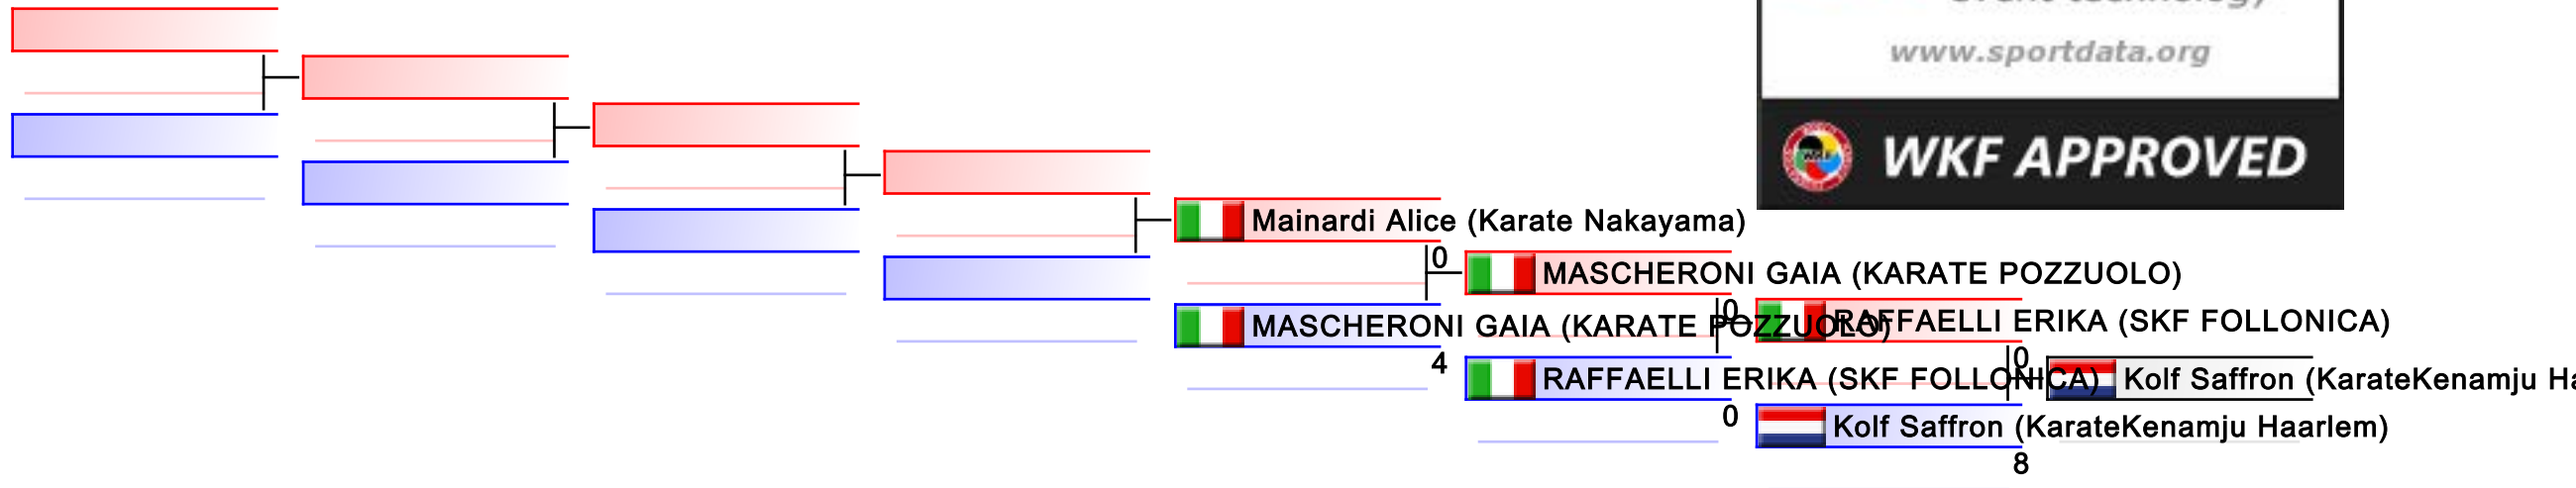 www.sportdata.org
WKF APPROVED
Mainardi Alice (Karate Nakayama)
0
MASCHERONI GAIA (KARATE POZZUOLO)
MASCHERONI GAIA (KARATE POZZUOLO)
4
0
RAFFAELLI ERIKA (SKF FOLLONICA)
RAFFAELLI ERIKA (SKF FOLLONICA)
0
0
Kolf Saffron (KarateKenamju
Kolf Saffron (KarateKenamju Haarlem)
8